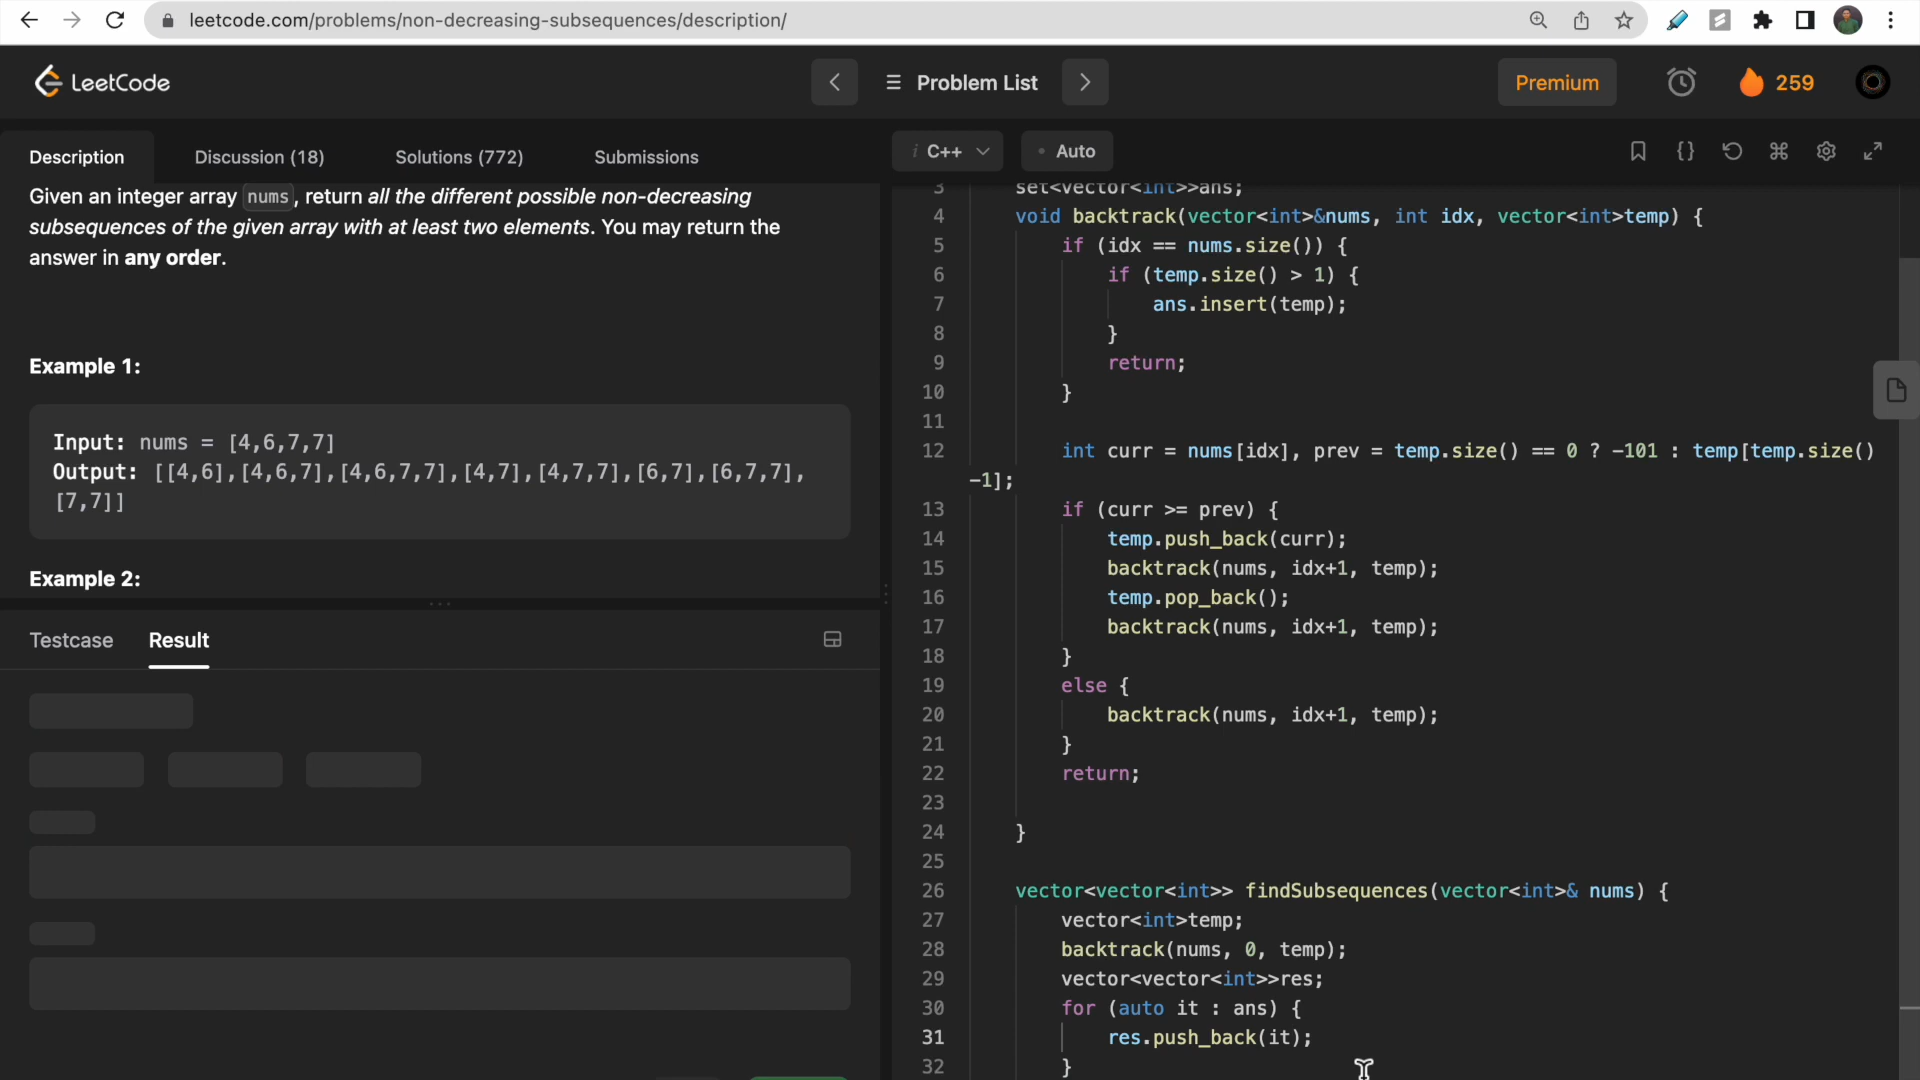 leetcode.com/problems/non-decreasing-subsequences/description/
LeetCode
Problem List
Premium
259
Description
Discussion (18)
Solutions (772)
Submissions
Given an integer array nums, return all the different possible non-decreasing
subsequences of the given array with at least two elements. You may return the
answer in any order.
Example 1:
Input: nums = [4,6,7,7]
Output: [[4,6],[4,6,7],[4,6,7,7],[4,7],[4,7,7],[6,7],[6,7,7],
[7,7]]
Example 2:
Testcase
Result
i C++
Auto
3 set<vector<int>>ans;
4 void backtrack(vector<int>&nums, int idx, vector<int>temp) {
5 if (idx == nums.size()) {
6 if (temp.size() > 1) {
7 ans.insert(temp);
8 }
9 return;
10 }
11
12 int curr = nums[idx], prev = temp.size() == 0 ? -101 : temp[temp.size()
-1];
13 if (curr >= prev) {
14 temp.push_back(curr);
15 backtrack(nums, idx+1, temp);
16 temp.pop_back();
17 backtrack(nums, idx+1, temp);
18 }
19 else {
20 backtrack(nums, idx+1, temp);
21 }
22 return;
23
24 }
25
26 vector<vector<int>> findSubsequences(vector<int>& nums) {
27 vector<int>temp;
28 backtrack(nums, 0, temp);
29 vector<vector<int>>res;
30 for (auto it : ans) {
31 res.push_back(it);
32 }